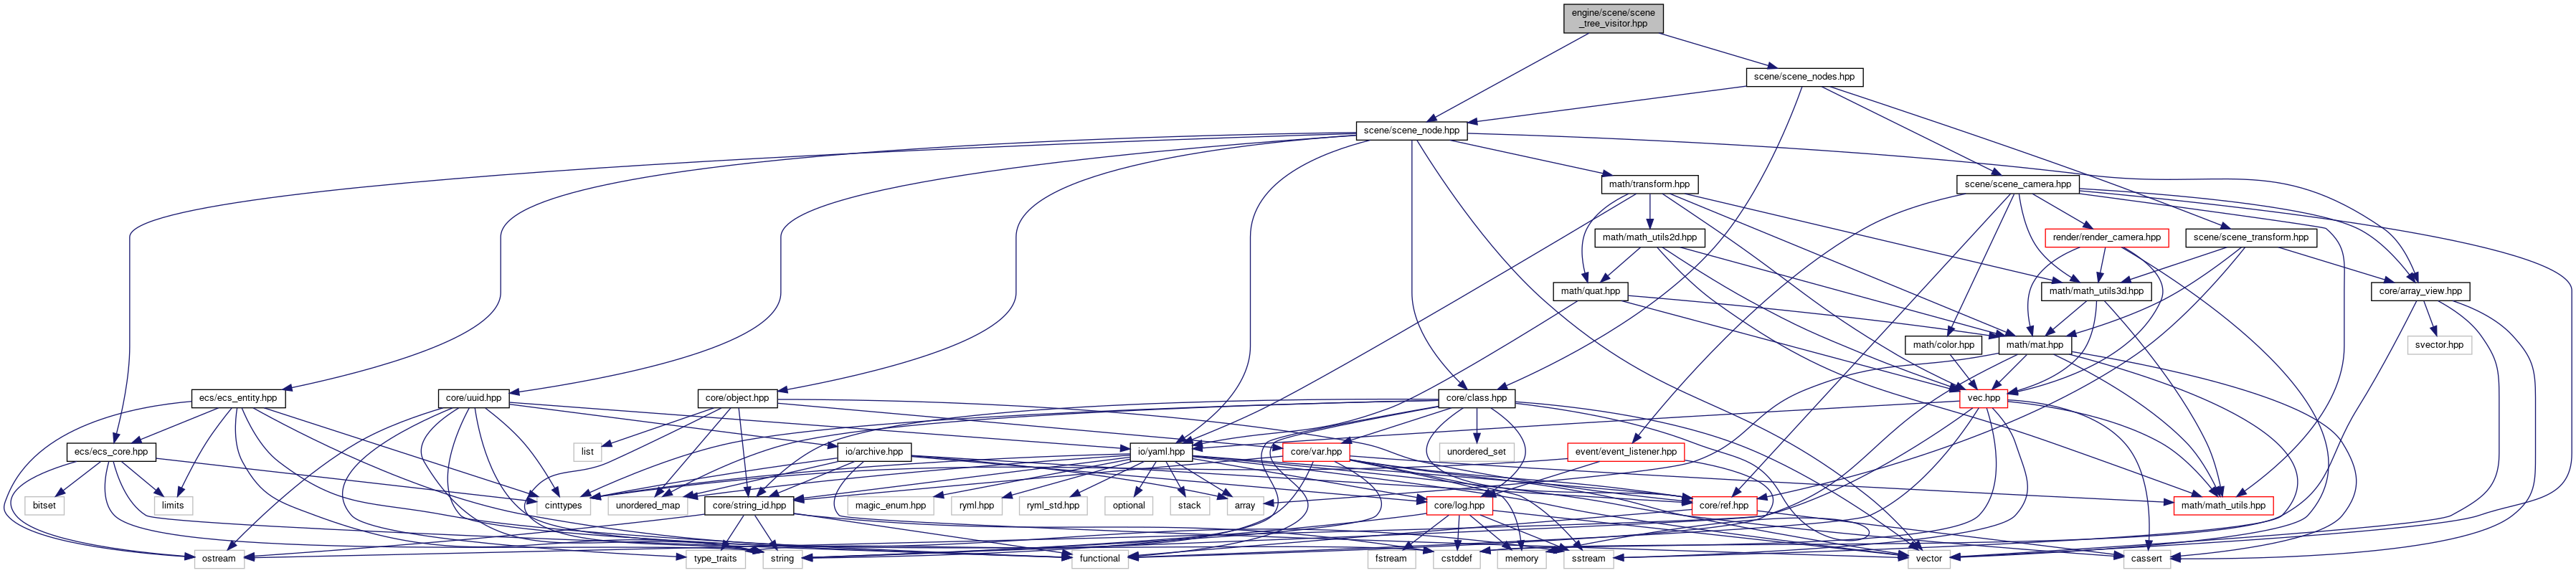 engine/scene/scene
_tree_visitor.hpp
scene/scene_nodes.hpp
scene/scene_node.hpp
math/transform.hpp
scene/scene_camera.hpp
math/math_utils2d.hpp
render/render_camera.hpp
scene/scene_transform.hpp
math/quat.hpp
math/math_utils3d.hpp
core/array_view.hpp
math/color.hpp
math/mat.hpp
svector.hpp
ecs/ecs_entity.hpp
core/uuid.hpp
core/object.hpp
core/class.hpp
vec.hpp
ecs/ecs_core.hpp
list
io/archive.hpp
io/yaml.hpp
core/var.hpp
unordered_set
event/event_listener.hpp
bitset
limits
cinttypes
unordered_map
core/string_id.hpp
magic_enum.hpp
ryml.hpp
ryml_std.hpp
optional
stack
array
core/log.hpp
core/ref.hpp
math/math_utils.hpp
ostream
type_traits
string
functional
fstream
cstddef
memory
sstream
vector
cassert